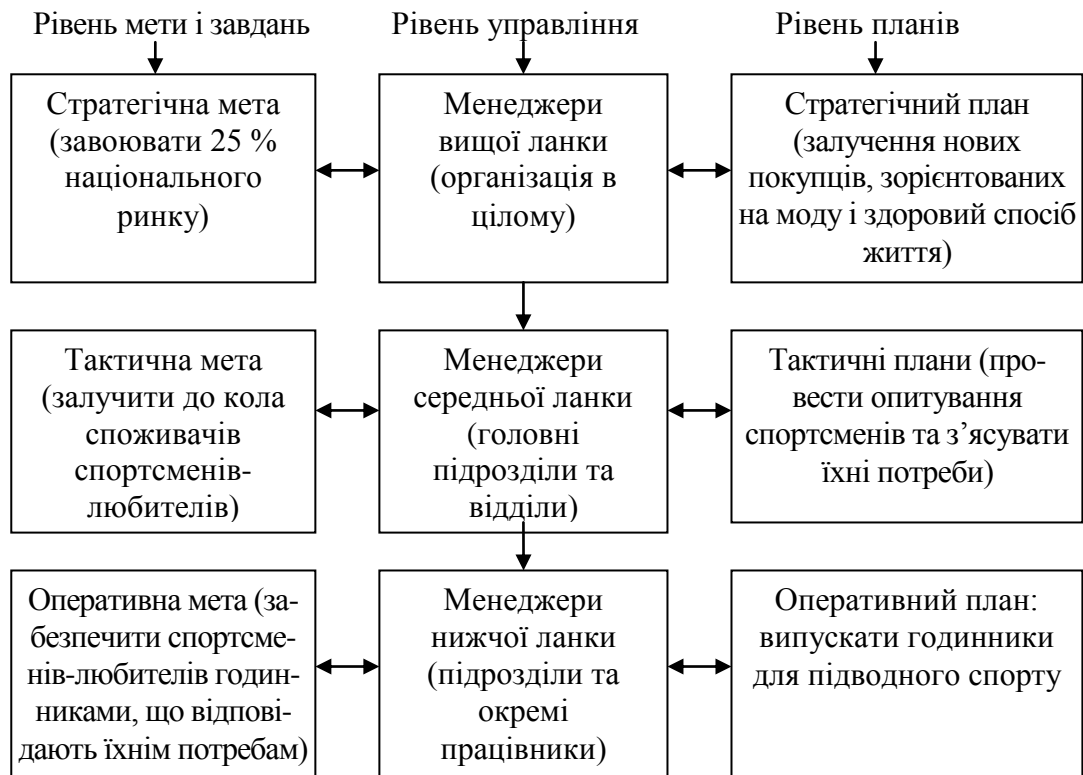 Рівень мети і завдань
Рівень управління
Рівень планів
Стратегічна мета
(завоювати 25 %
національного
ринку)
Менеджери
вищої ланки
(організація в
цілому)
Стратегічний план
(залучення нових
покупців, зорієнтованих
на моду і здоровий спосіб
життя)
Тактична мета
(залучити до кола
споживачів
спортсменів-
любителів)
Менеджери
середньої ланки
(головні
підрозділи та
відділи)
Тактичні плани (про-
вести опитування
спортсменів та з’ясувати
їхні потреби)
Оперативна мета (за-
безпечити спортсме-
нів-любителів годин-
никами, що відпові-
дають їхнім потребам)
Менеджери
нижчої ланки
(підрозділи та
окремі
працівники)
Оперативний план:
випускати годинники
для підводного спорту